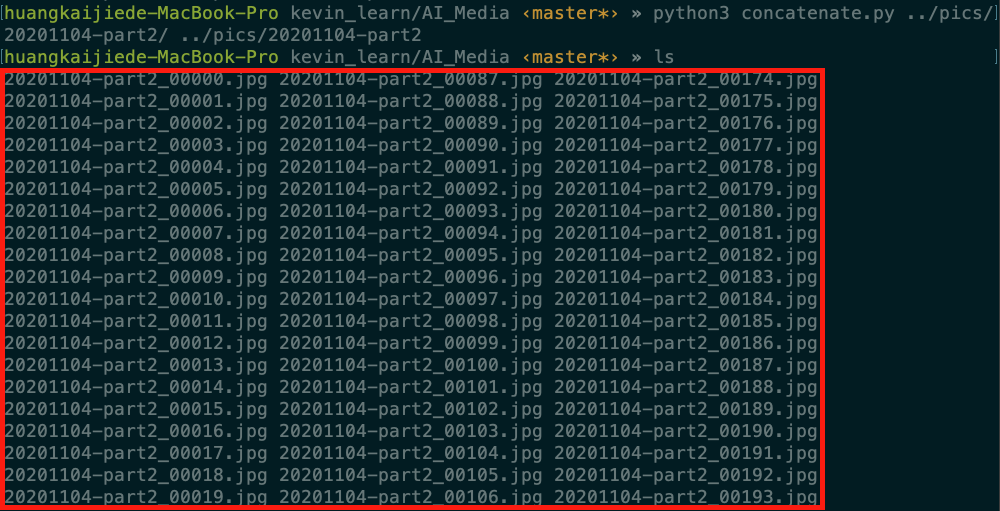 [huangkaijiede-MacBook-Pro kevin_learn/AI_Media ‹master*› » python3 concatenate.py ../pics/]
20201104-part2/ ../pics/20201104-part2
[huangkaijiede-MacBook-Pro kevin_learn/AI_Media ‹master*› » ls ]
20201104-part2_00000.jpg 20201104-part2_00087.jpg 20201104-part2_00174.jpg
20201104-part2_00001.jpg 20201104-part2_00088.jpg 20201104-part2_00175.jpg
20201104-part2_00002.jpg 20201104-part2_00089.jpg 20201104-part2_00176.jpg
20201104-part2_00003.jpg 20201104-part2_00090.jpg 20201104-part2_00177.jpg
20201104-part2_00004.jpg 20201104-part2_00091.jpg 20201104-part2_00178.jpg
20201104-part2_00005.jpg 20201104-part2_00092.jpg 20201104-part2_00179.jpg
20201104-part2_00006.jpg 20201104-part2_00093.jpg 20201104-part2_00180.jpg
20201104-part2_00007.jpg 20201104-part2_00094.jpg 20201104-part2_00181.jpg
20201104-part2_00008.jpg 20201104-part2_00095.jpg 20201104-part2_00182.jpg
20201104-part2_00009.jpg 20201104-part2_00096.jpg 20201104-part2_00183.jpg
20201104-part2_00010.jpg 20201104-part2_00097.jpg 20201104-part2_00184.jpg
20201104-part2_00011.jpg 20201104-part2_00098.jpg 20201104-part2_00185.jpg
20201104-part2_00012.jpg 20201104-part2_00099.jpg 20201104-part2_00186.jpg
20201104-part2_00013.jpg 20201104-part2_00100.jpg 20201104-part2_00187.jpg
20201104-part2_00014.jpg 20201104-part2_00101.jpg 20201104-part2_00188.jpg
20201104-part2_00015.jpg 20201104-part2_00102.jpg 20201104-part2_00189.jpg
20201104-part2_00016.jpg 20201104-part2_00103.jpg 20201104-part2_00190.jpg
20201104-part2_00017.jpg 20201104-part2_00104.jpg 20201104-part2_00191.jpg
20201104-part2_00018.jpg 20201104-part2_00105.jpg 20201104-part2_00192.jpg
20201104-part2_00019.jpg 20201104-part2_00106.jpg 20201104-part2_00193.jpg